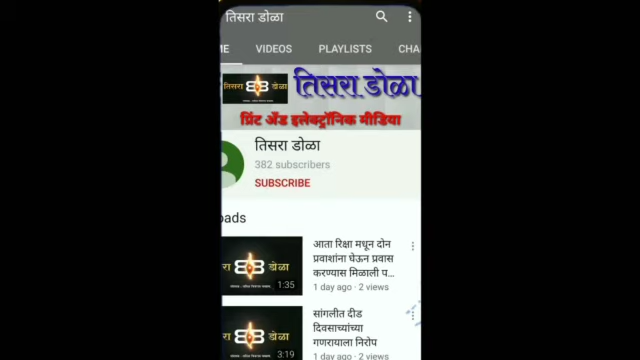 तिसरा डोळा
ME VIDEOS PLAYLISTS CHA
तिसरा डोळा
तिसरा डोळा
प्रिंट अँड इलेक्ट्रॉनिक मीडिया
तिसरा डोळा
382 subscribers
SUBSCRIBE
oads
रा डोळा
1:35
आता रिक्षा मधून दोन
प्रवाशांना घेऊन प्रवास
करण्यास मिळाली प...
1 day ago · 2 views
रा डोळा
3:19
सांगलीत दीड
दिवसाच्यांच्या
गणरायाला निरोप
1 day ago · 2 views